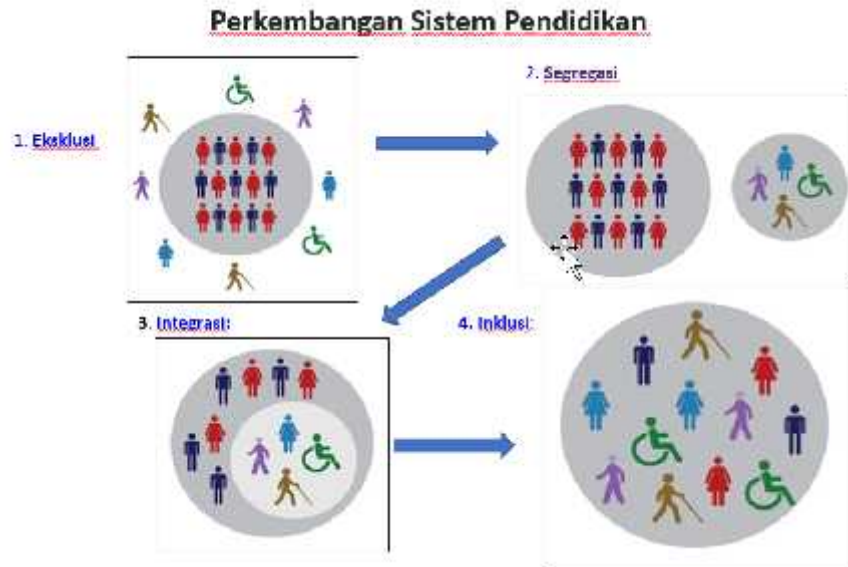 Perkembangan Sistem Pendidikan
1. Eksklusi
2. Segregasi
3. Integrasi:
4. Inklusi: